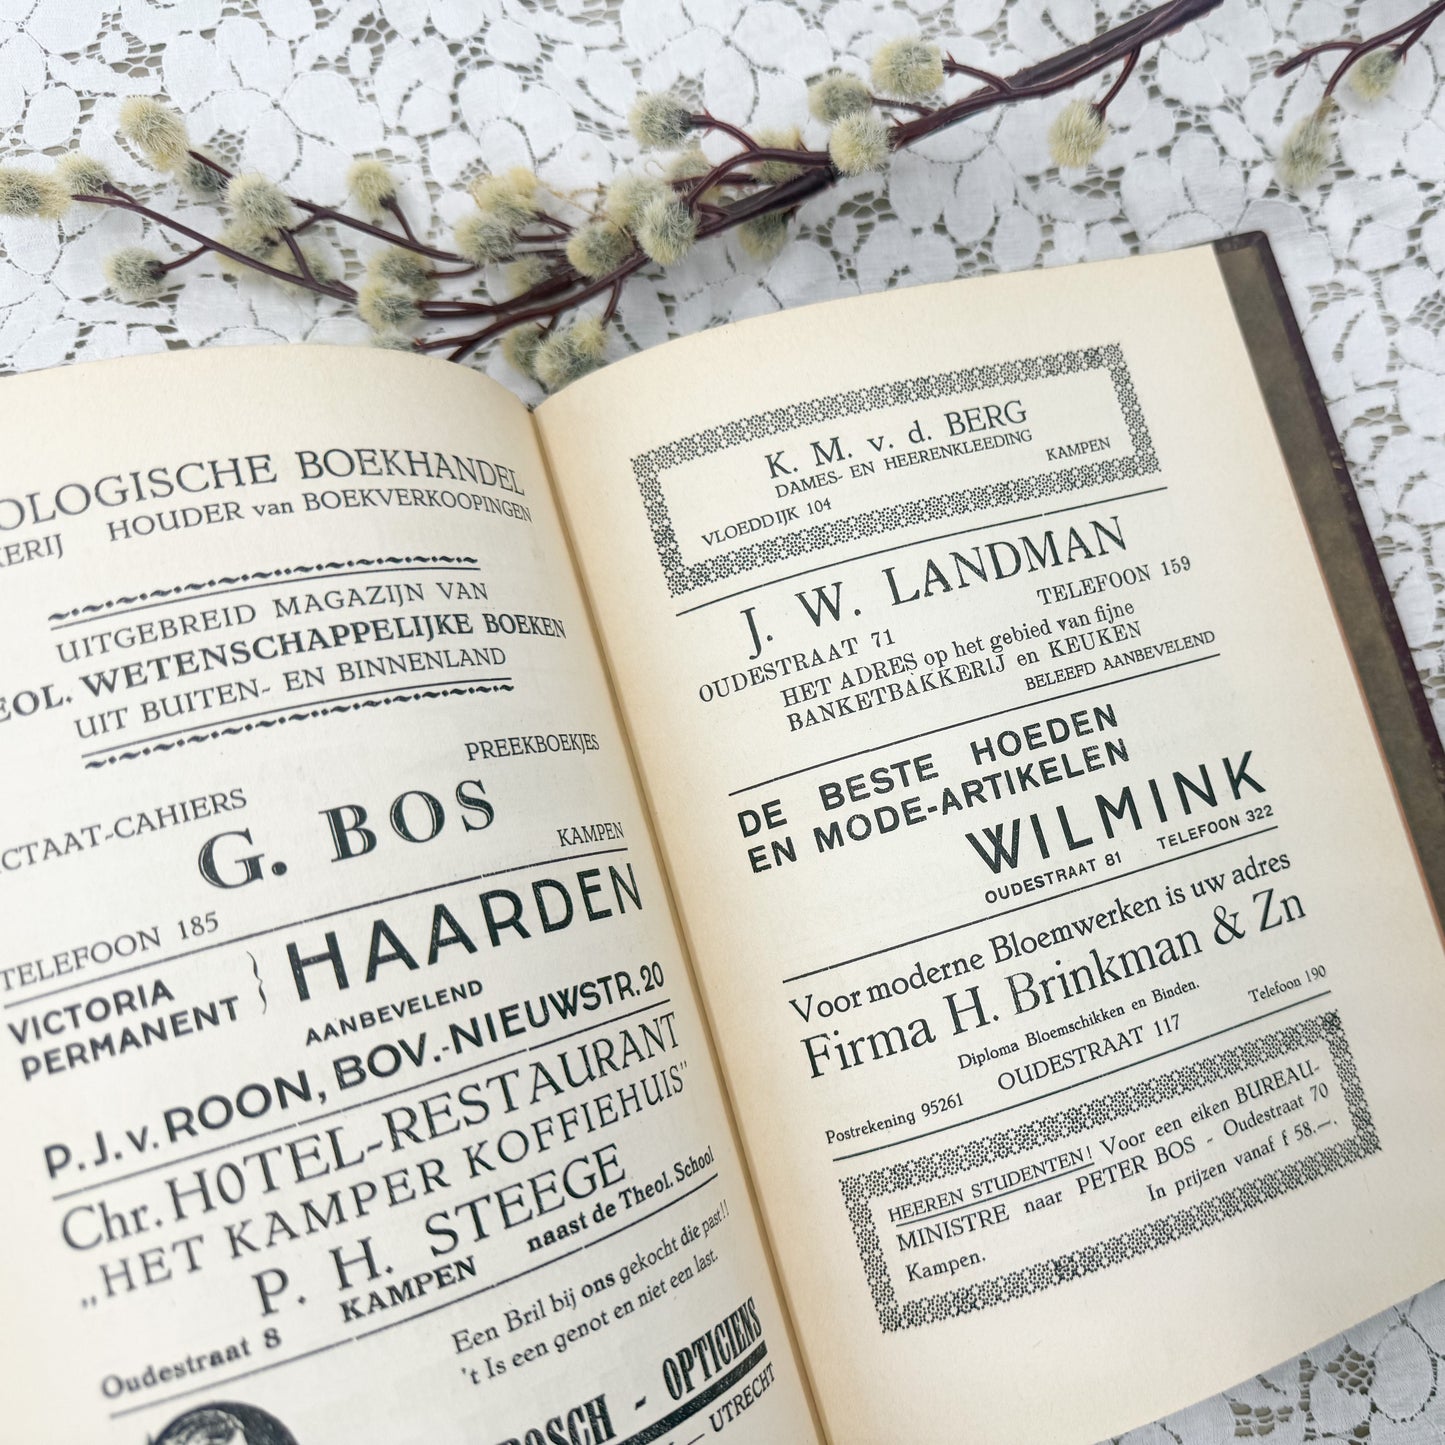 OLOGISCHE BOEKHANDEL
KERIJ HOUDER van BOEKVERKOOPINGEN
UITGEBREID MAGAZIJN VAN
EOL. WETENSCHAPPELIJKE BOEKEN
UIT BUITEN- EN BINNENLAND
PREEKBOEKJES
CTAAT-CAHIERS
G. BOS
KAMPEN
TELEFOON 185
VICTORIA
PERMANENT } HAARDEN
AANBEVELEND
P.J.v.ROON, BOV.-NIEUWSTR. 20
Chr. HOTEL-RESTAURANT
„HET KAMPER KOFFIEHUIS”
P. H. STEEGE
Oudestraat 8 KAMPEN naast de Theol. School
Een Bril bij ons gekocht die past!!
't Is een genot en niet een last.
OSCH - OPTICIENS
— UTRECHT
K. M. v. d. BERG
DAMES- EN HEERENKLEEDING
VLOEDDIJK 104 KAMPEN
J. W. LANDMAN
OUDESTRAAT 71 TELEFOON 159
HET ADRES op het gebied van fijne
BANKETBAKKERIJ en KEUKEN
BELEEFD AANBEVELEND
DE BESTE HOEDEN
EN MODE-ARTIKELEN
WILMINK
OUDESTRAAT 81 TELEFOON 322
Voor moderne Bloemwerken is uw adres
Firma H. Brinkman & Zn
Diploma Bloemschikken en Binden.
Postrekening 95261 OUDESTRAAT 117 Telefoon 190
HEEREN STUDENTEN! Voor een eiken BUREAU-
MINISTRE naar PETER BOS - Oudestraat 70
Kampen. In prijzen vanaf f 58.—.